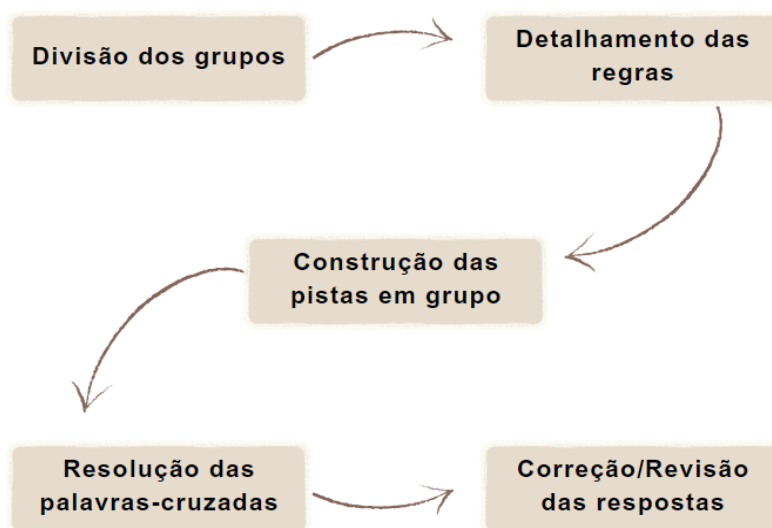 Divisão dos grupos
Detalhamento das
regras
Construção das
pistas em grupo
Resolução das
palavras-cruzadas
Correção/Revisão
das respostas